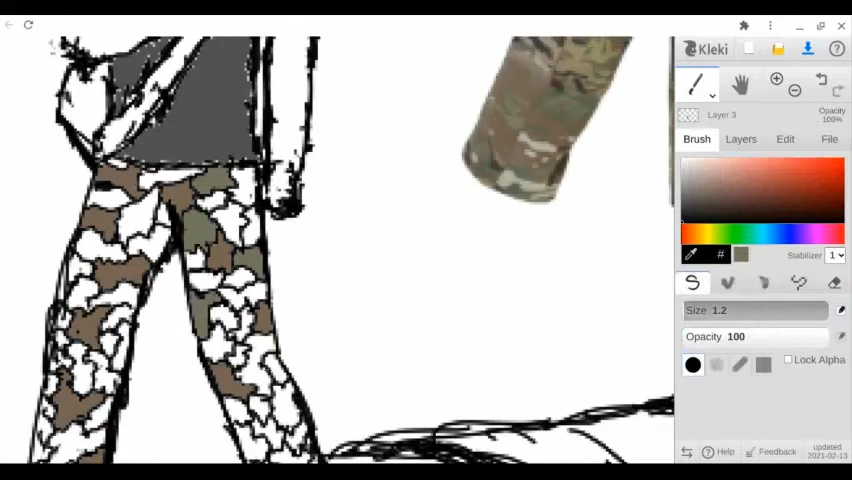 Kleki
Layer 3
Opacity
100%
Brush Layers Edit File
# Stabilizer 1
Size 1.2
Opacity 100
Lock Alpha
Help Feedback updated
2021-02-13